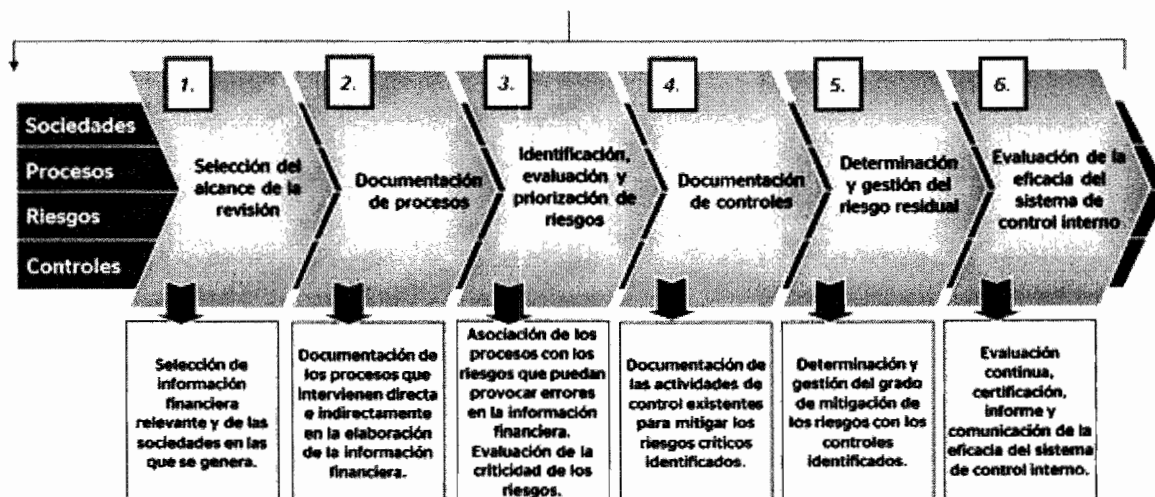 Sociedades
Procesos
Riesgos
Controles
1.
Selección del
alcance de la
revisión
2.
Documentación
de procesos
3.
Identificación,
evaluación y
priorización de
riesgos
4.
Documentación
de controles
5.
Determinación
y gestión del
riesgo residual
6.
Evaluación de la
eficacia del
sistema de
control interno
Selección de
información
financiera
relevante y de las
sociedades en las
que se genera.
Documentación de
los procesos que
intervienen directa
e indirectamente
en la elaboración
de la información
financiera.
Asociación de los
procesos con los
riesgos que puedan
provocar errores
en la información
financiera.
Evaluación de la
criticidad de los
riesgos.
Documentación de
las actividades de
control existentes
para mitigar los
riesgos críticos
identificados.
Determinación y
gestión del grado
de mitigación de
los riesgos con los
controles
identificados.
Evaluación
continua,
certificación,
informe y
comunicación de la
eficacia del sistema
de control interno.